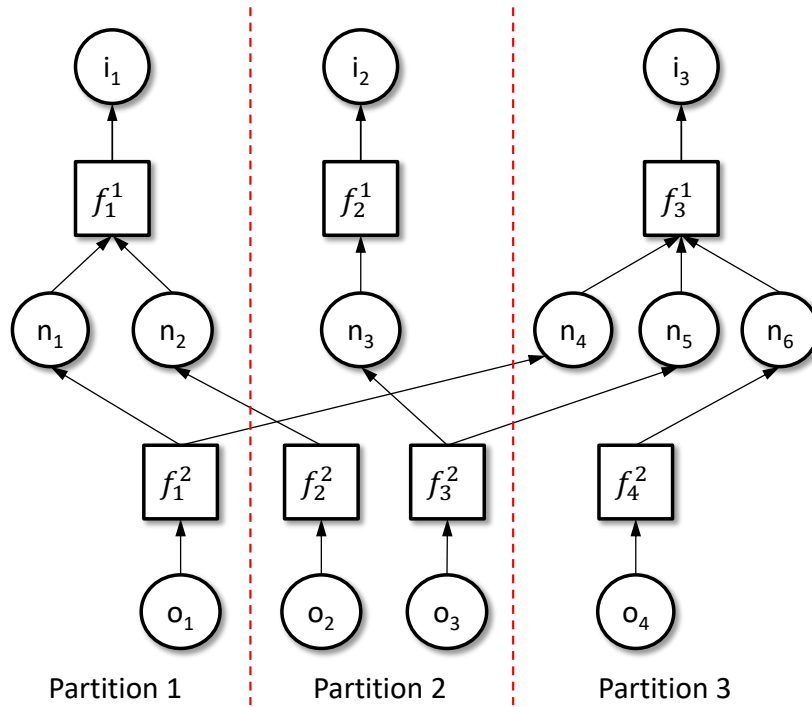 i₁ i₂ i₃
f₁¹ f₂¹ f₃¹
n₁ n₂ n₃ n₄ n₅ n₆
f₁² f₂² f₃² f₄²
o₁ o₂ o₃ o₄
Partition 1 Partition 2 Partition 3